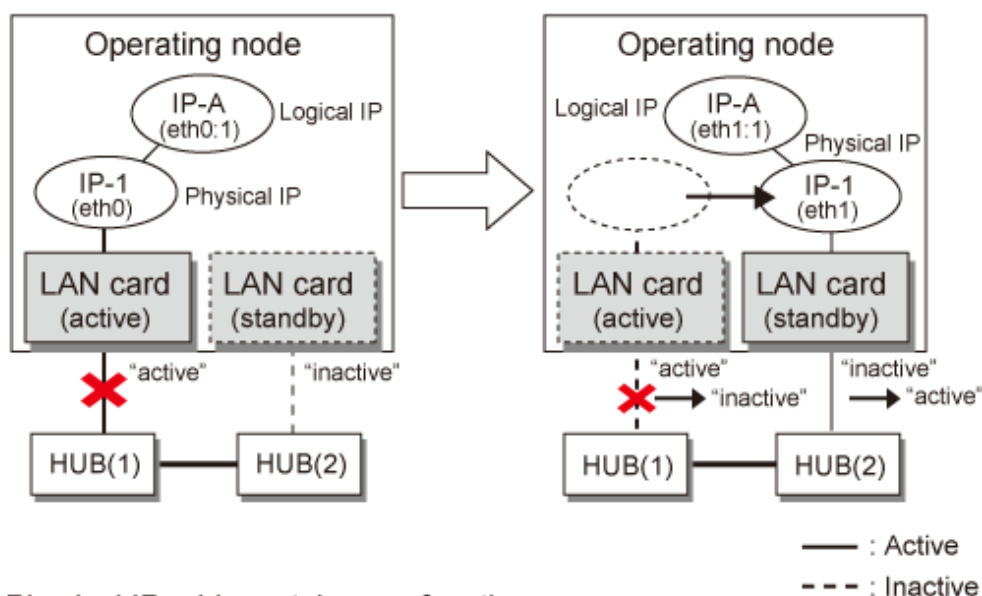 Operating node
IP-A
(eth0:1)
Logical IP
IP-1
(eth0)
Physical IP
LAN card
(active)
LAN card
(standby)
"active"
"inactive"
HUB(1)
HUB(2)
Operating node
Logical IP
IP-A
(eth1:1)
Physical IP
IP-1
(eth1)
LAN card
(active)
LAN card
(standby)
"active"
"inactive"
"inactive"
"active"
HUB(1)
HUB(2)
: Active
: Inactive